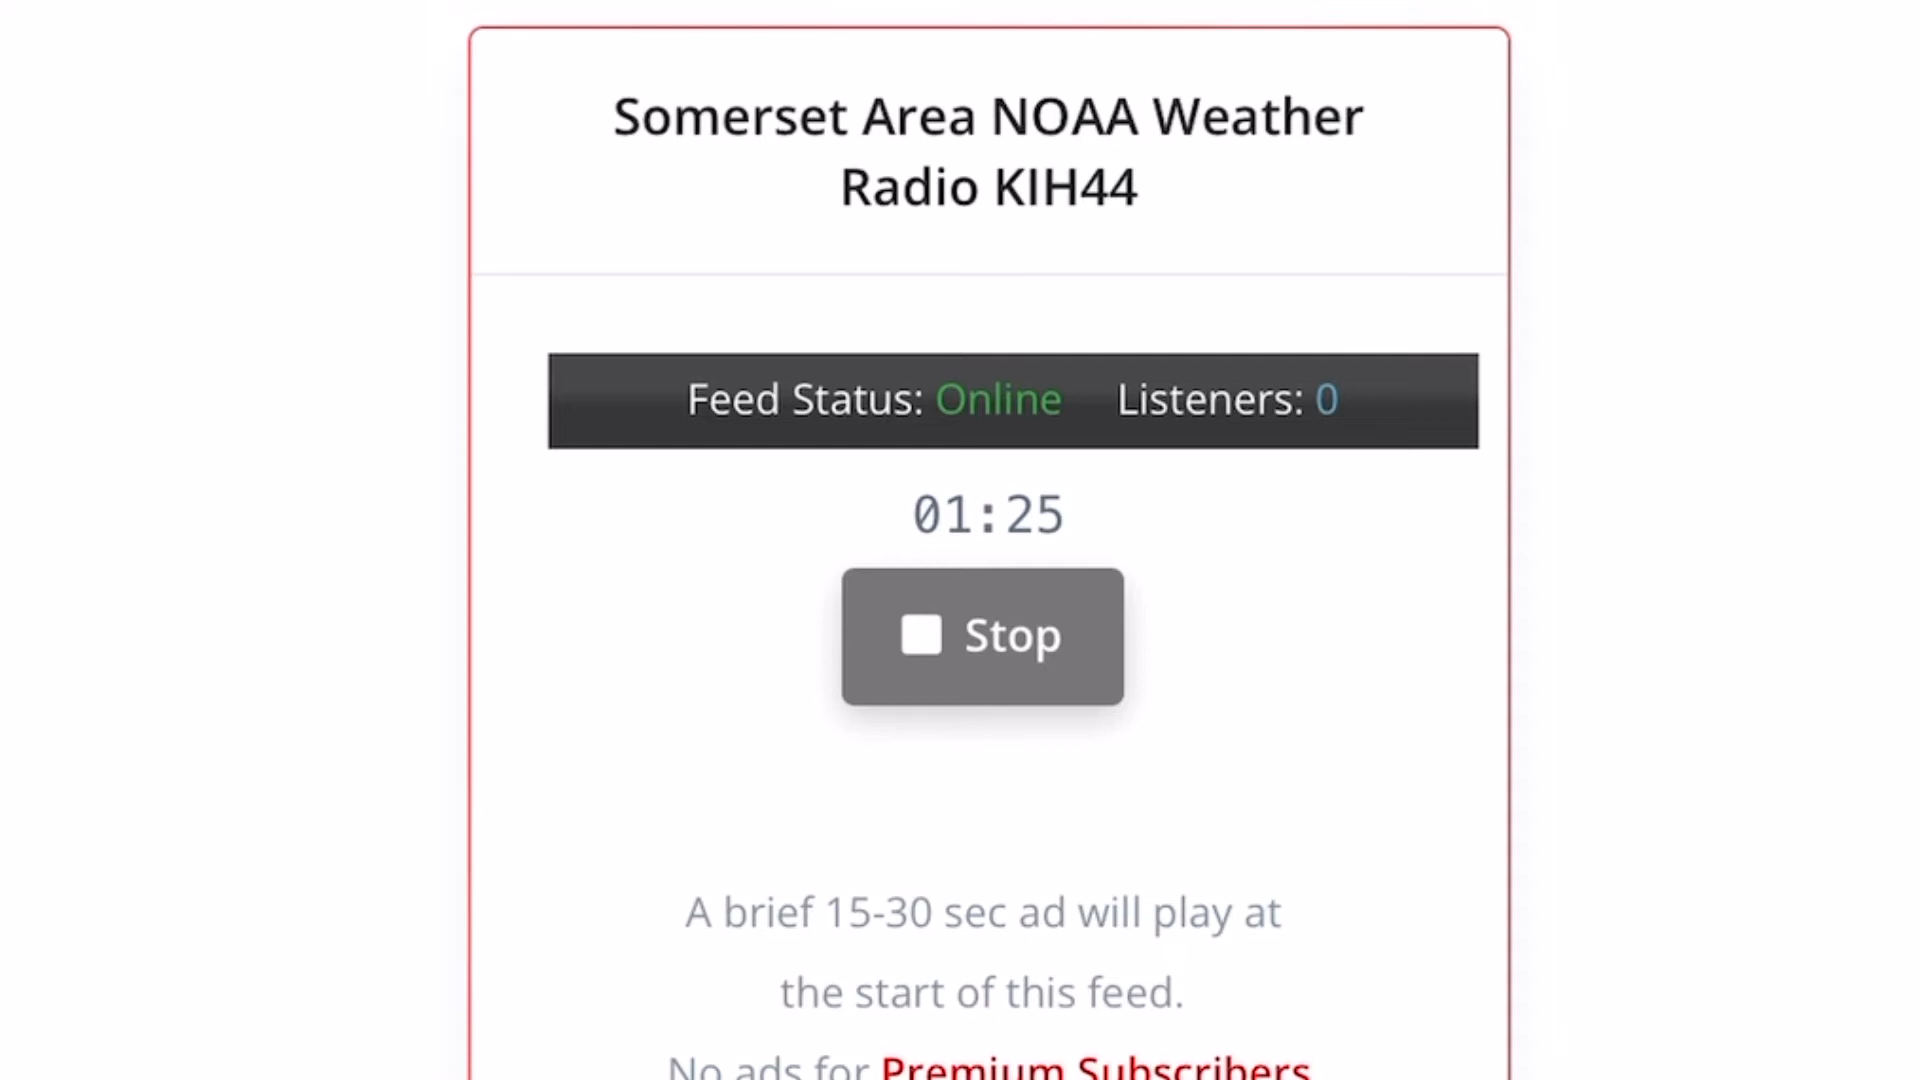 Somerset Area NOAA Weather
Radio KIH44
Feed Status: Online Listeners: 0
01:25
Stop
A brief 15-30 sec ad will play at
the start of this feed.
No ads for Premium Subscribers